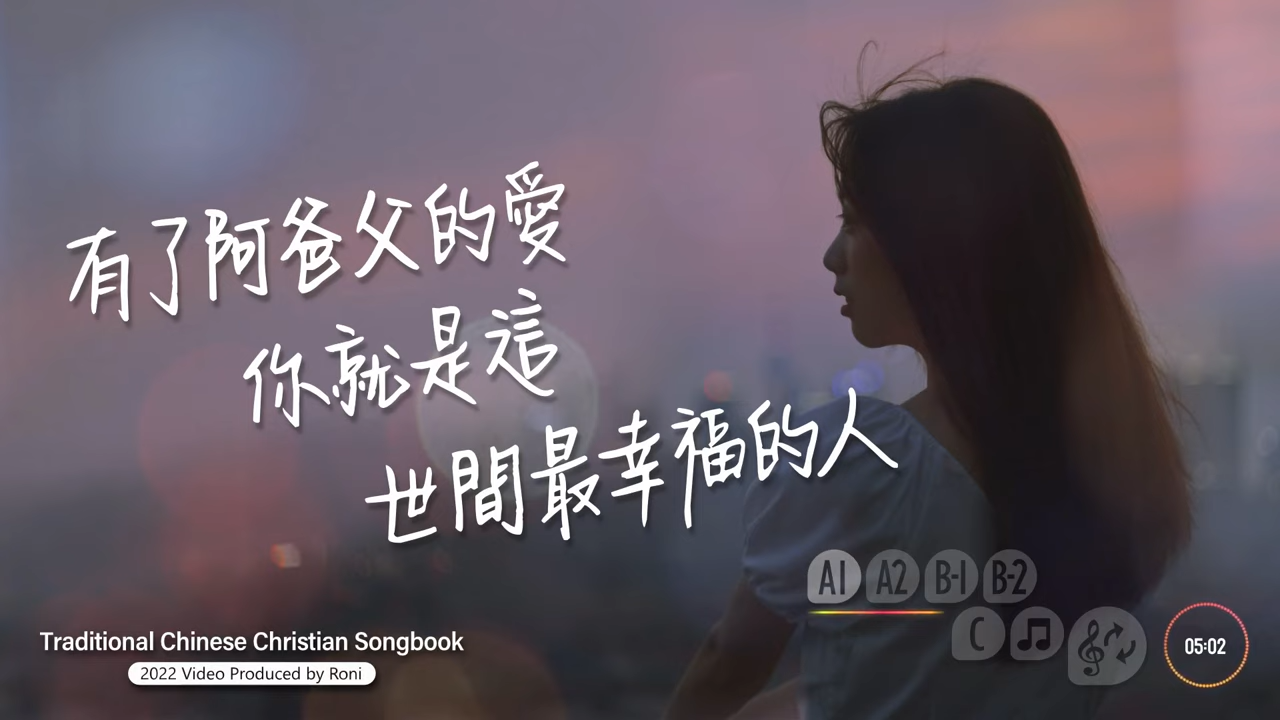 有了阿爸父的愛
你就是這
世間最幸福的人
A1 A2 B-1 B-2
C
05:02
Traditional Chinese Christian Songbook
2022 Video Produced by Roni